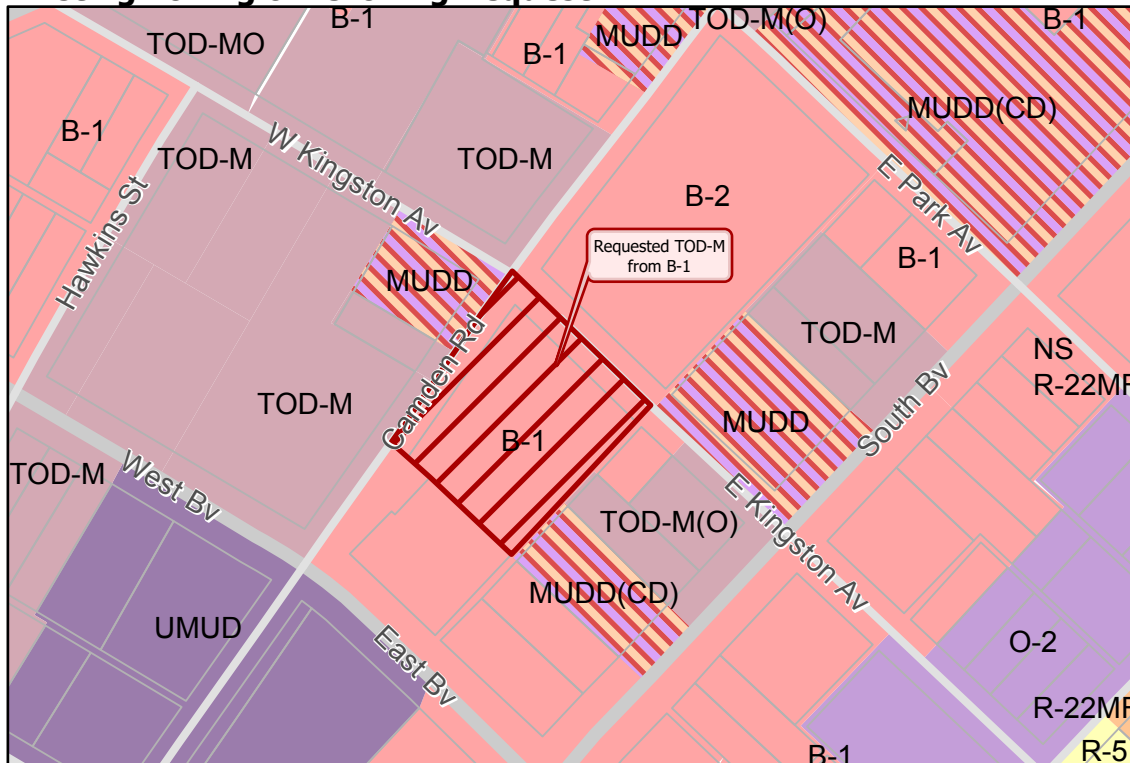 B-1
TOD-M(O)
B-1
TOD-MO
MUDD
B-1
MUDD(CD)
B-1
TOD-M
TOD-M
W Kingston Av
E Park Av
B-2
Hawkins St
Requested TOD-M
from B-1
B-1
MUDD
TOD-M
NS
R-22MF
Camden Rd
TOD-M
South Bv
MUDD
B-1
TOD-M
West Bv
E Kingston Av
TOD-M(O)
MUDD(CD)
UMUD
East Bv
O-2
R-22MF
B-1
R-5